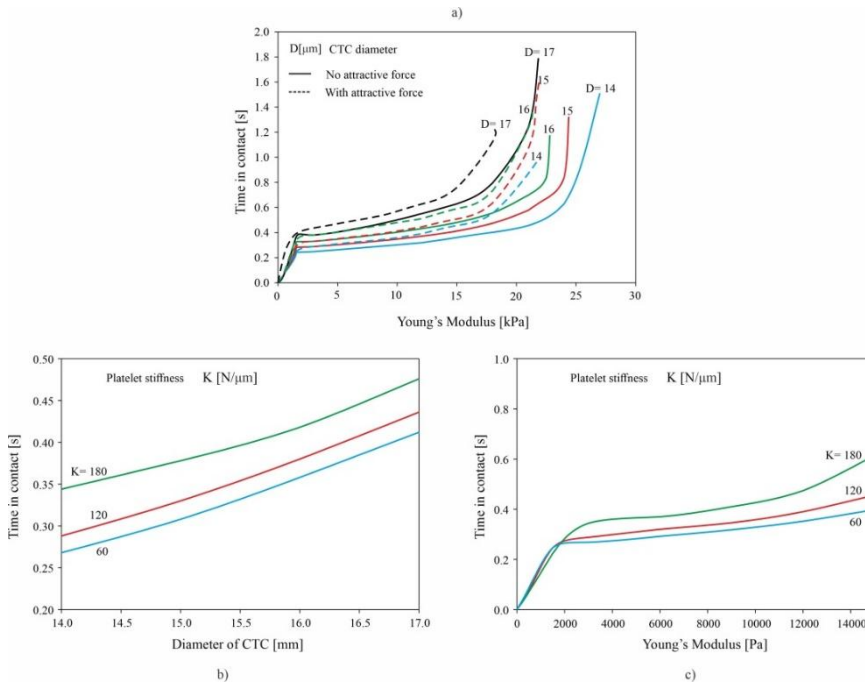 a)
2.0
1.8
1.6
1.4
1.2
1.0
0.8
0.6
0.4
0.2
0.0
Time in contact [s]
D[μm] CTC diameter
No attractive force
With attractive force
D= 17
15
D= 14
16
15
D= 17
16
14
0 5 10 15 20 25 30
Young's Modulus [kPa]
0.50
0.45
0.40
0.35
0.30
0.25
0.20
Time in contact [s]
Platelet stiffness K [N/μm]
K= 180
120
60
14.0 14.5 15.0 15.5 16.0 16.5 17.0
Diameter of CTC [mm]
b)
1.0
0.8
0.6
0.4
0.2
0.0
Time in contact [s]
Platelet stiffness K [N/μm]
K= 180
120
60
0 2000 4000 6000 8000 10000 12000 1400
Young's Modulus [Pa]
c)